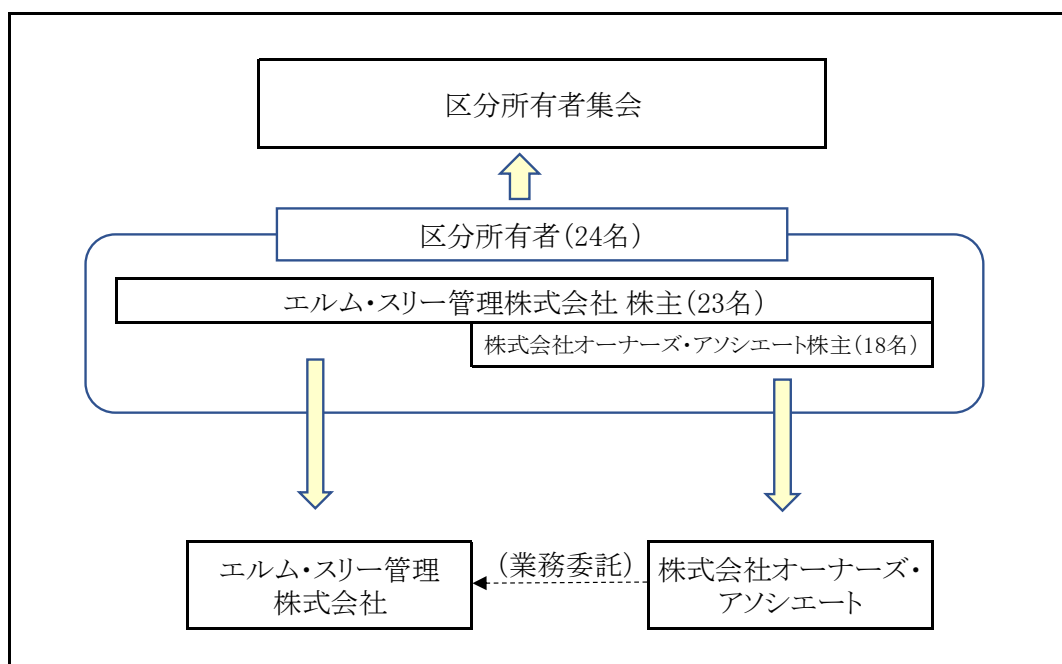 区分所有者集会
区分所有者(24名)
エルム・スリー管理株式会社 株主(23名)
株式会社オーナーズ・アソシエート株主(18名)
エルム・スリー管理
株式会社
(業務委託)
株式会社オーナーズ・
アソシエート